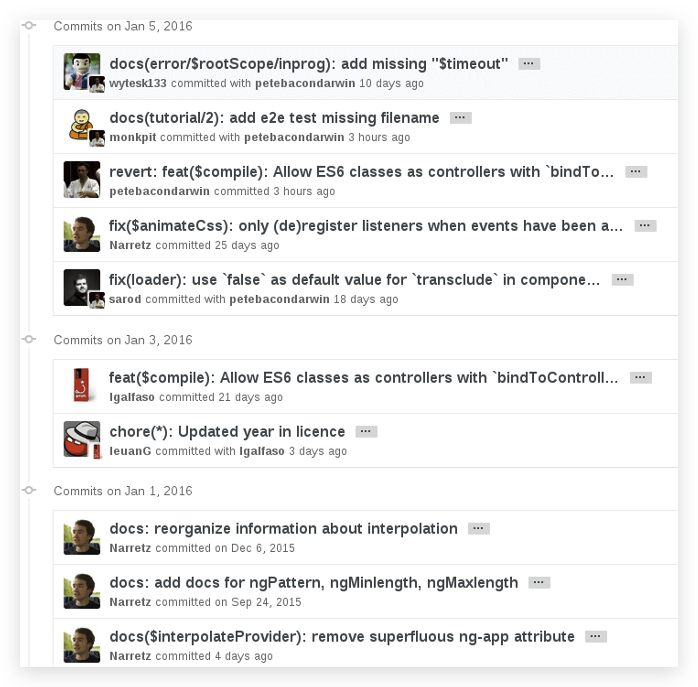 Commits on Jan 5, 2016
docs(error/$rootScope/inprog): add missing "$timeout" ...
wytesk133 committed with petebacondarwin 10 days ago
docs(tutorial/2): add e2e test missing filename ...
monkpit committed with petebacondarwin 3 hours ago
revert: feat($compile): Allow ES6 classes as controllers with `bindTo... ...
petebacondarwin committed 3 hours ago
fix($animateCss): only (de)register listeners when events have been a... ...
Narretz committed 25 days ago
fix(loader): use `false` as default value for `transclude` in compone... ...
sarod committed with petebacondarwin 18 days ago
Commits on Jan 3, 2016
feat($compile): Allow ES6 classes as controllers with `bindToControll... ...
lgalfaso committed 21 days ago
chore(*): Updated year in licence ...
IeuanG committed with lgalfaso 3 days ago
Commits on Jan 1, 2016
docs: reorganize information about interpolation ...
Narretz committed on Dec 6, 2015
docs: add docs for ngPattern, ngMinlength, ngMaxlength ...
Narretz committed on Sep 24, 2015
docs($interpolateProvider): remove superfluous ng-app attribute ...
Narretz committed 4 days ago